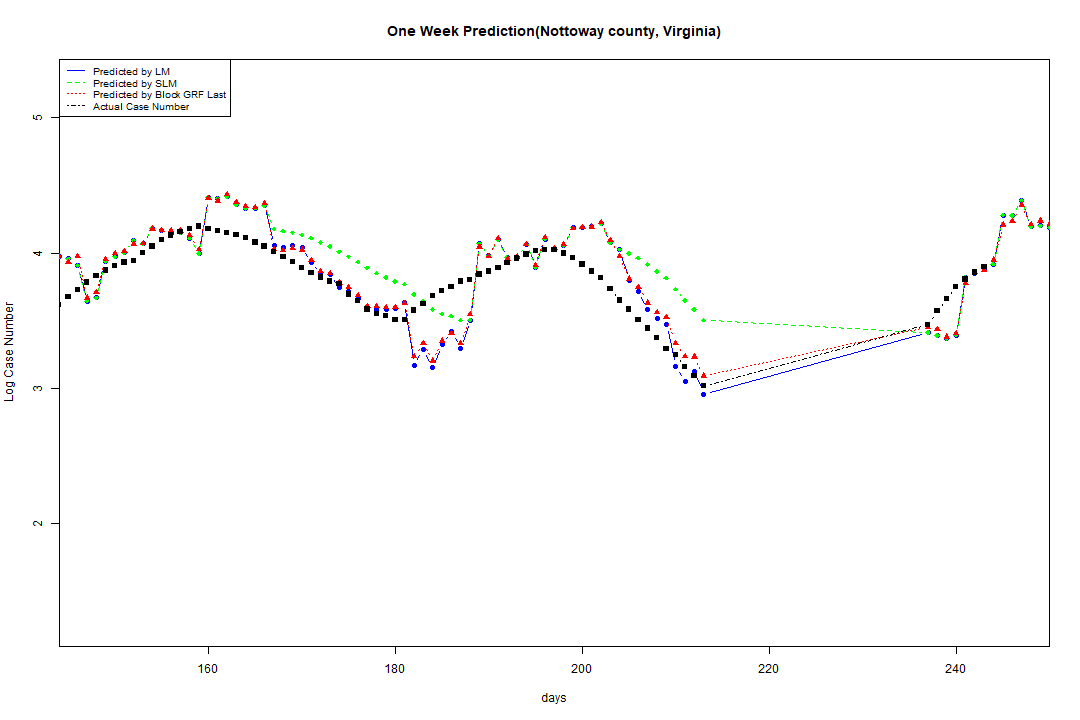 One Week Prediction(Nottoway county, Virginia)
Predicted by LM
Predicted by SLM
Predicted by Block GRF Last
Actual Case Number
5
4
3
2
Log Case Number
160
180
200
220
240
days